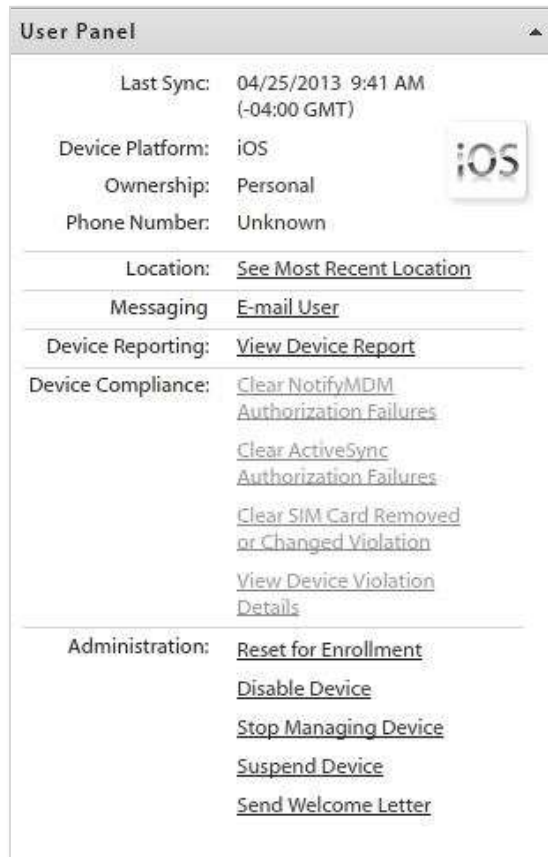 User Panel
Last Sync: 04/25/2013 9:41 AM
(-04:00 GMT)
Device Platform: iOS
iOS
Ownership: Personal
Phone Number: Unknown
Location: See Most Recent Location
Messaging E-mail User
Device Reporting: View Device Report
Device Compliance: Clear NotifyMDM
Authorization Failures
Clear ActiveSync
Authorization Failures
Clear SIM Card Removed
or Changed Violation
View Device Violation
Details
Administration: Reset for Enrollment
Disable Device
Stop Managing Device
Suspend Device
Send Welcome Letter